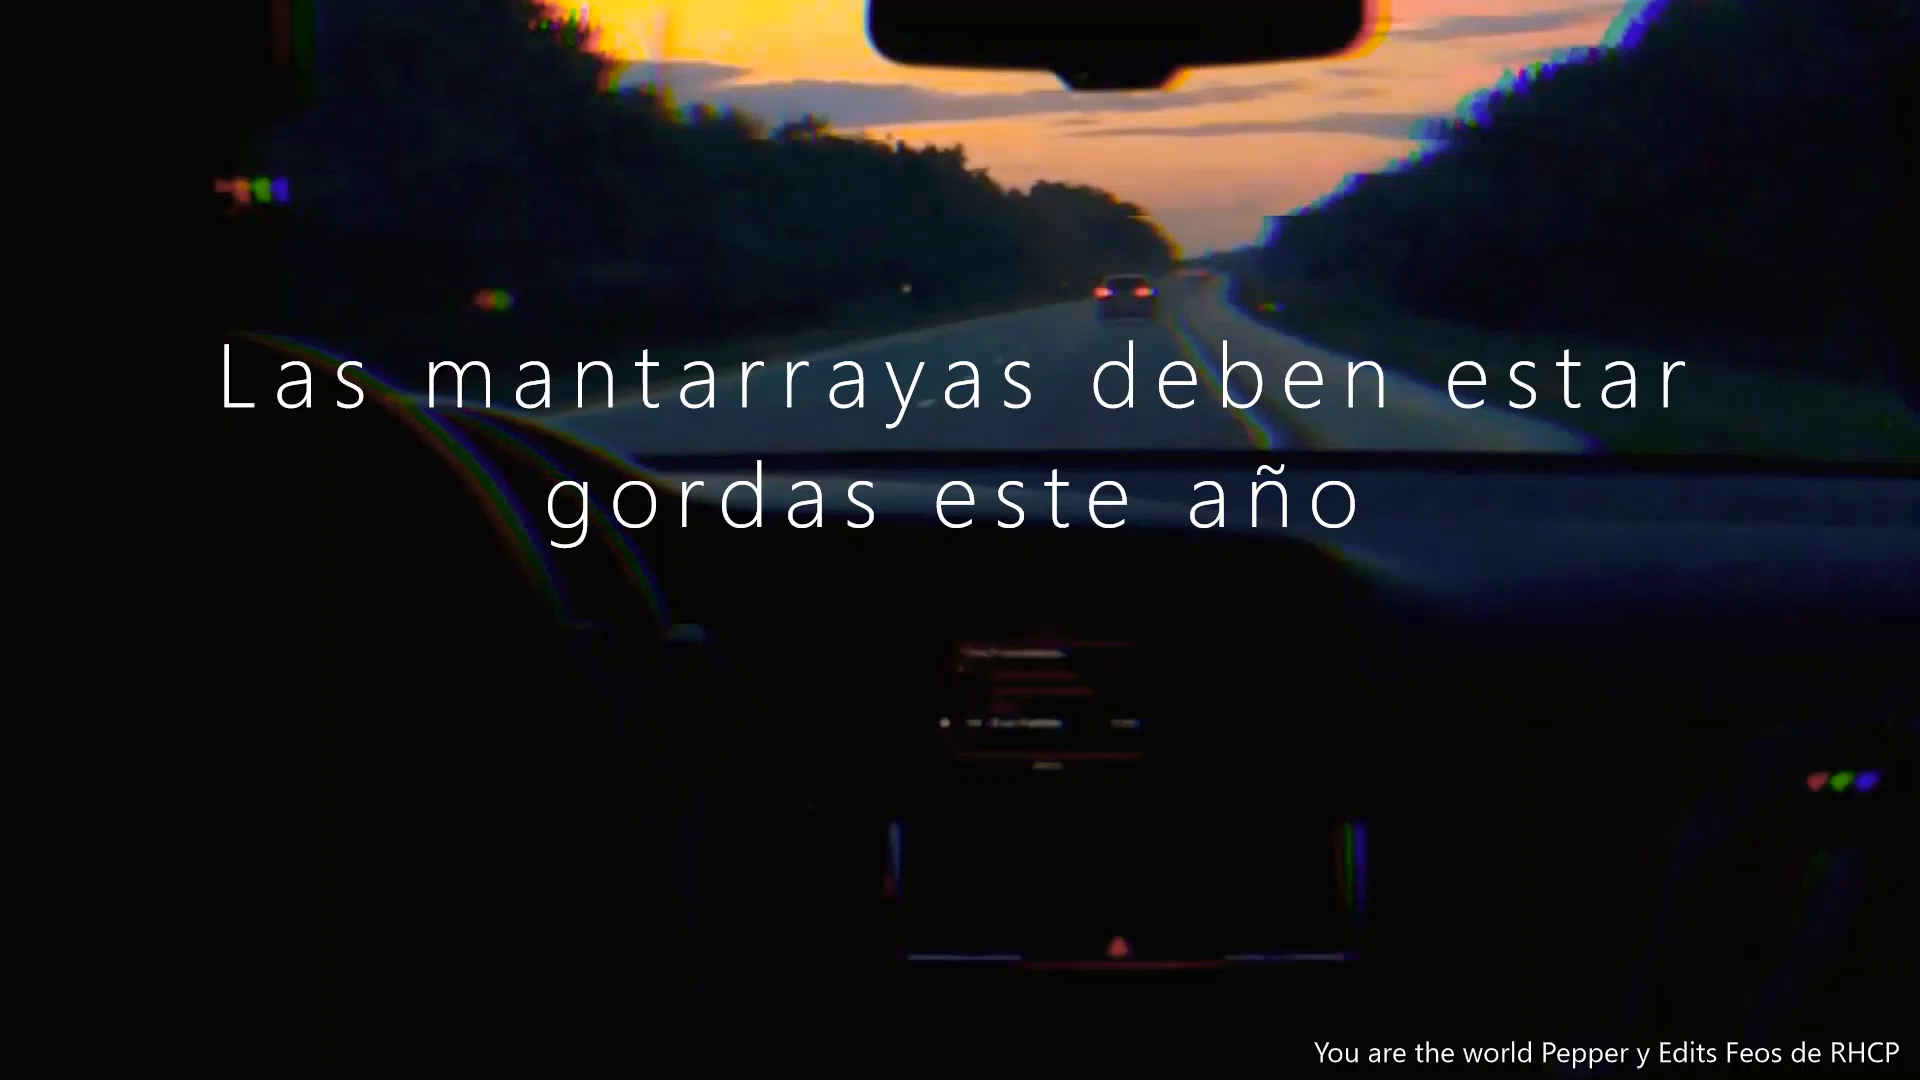 Las mantarrayas deben estar
gordas este año
You are the world Pepper y Edits Feos de RHCP